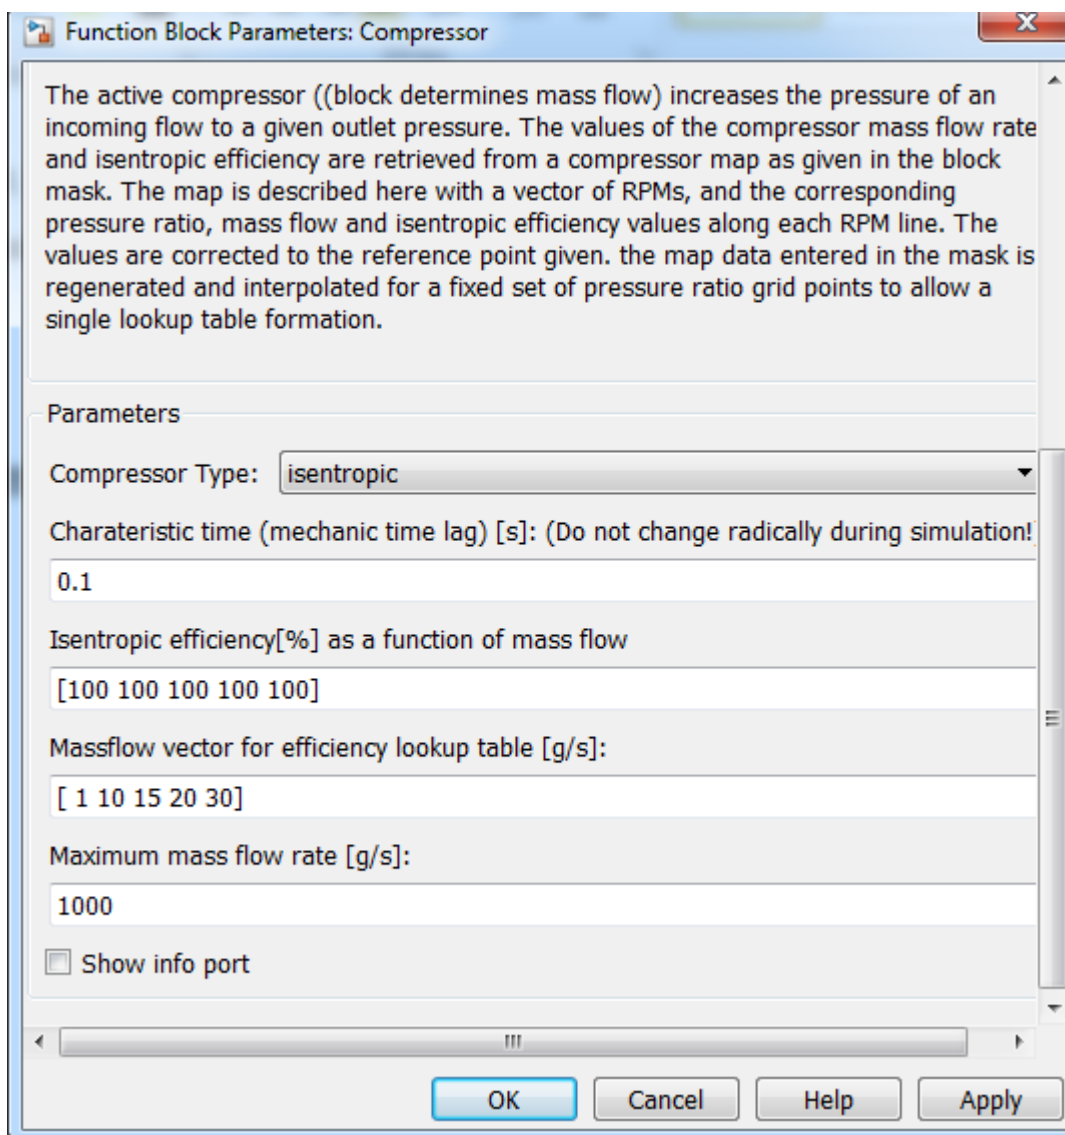 Function Block Parameters: Compressor
The active compressor ((block determines mass flow) increases the pressure of an
incoming flow to a given outlet pressure. The values of the compressor mass flow rate
and isentropic efficiency are retrieved from a compressor map as given in the block
mask. The map is described here with a vector of RPMs, and the corresponding
pressure ratio, mass flow and isentropic efficiency values along each RPM line. The
values are corrected to the reference point given. the map data entered in the mask is
regenerated and interpolated for a fixed set of pressure ratio grid points to allow a
single lookup table formation.
Parameters
Compressor Type: isentropic
Charateristic time (mechanic time lag) [s]: (Do not change radically during simulation!
0.1
Isentropic efficiency[%] as a function of mass flow
[100 100 100 100 100]
Massflow vector for efficiency lookup table [g/s]:
[ 1 10 15 20 30]
Maximum mass flow rate [g/s]:
1000
Show info port
OK Cancel Help Apply